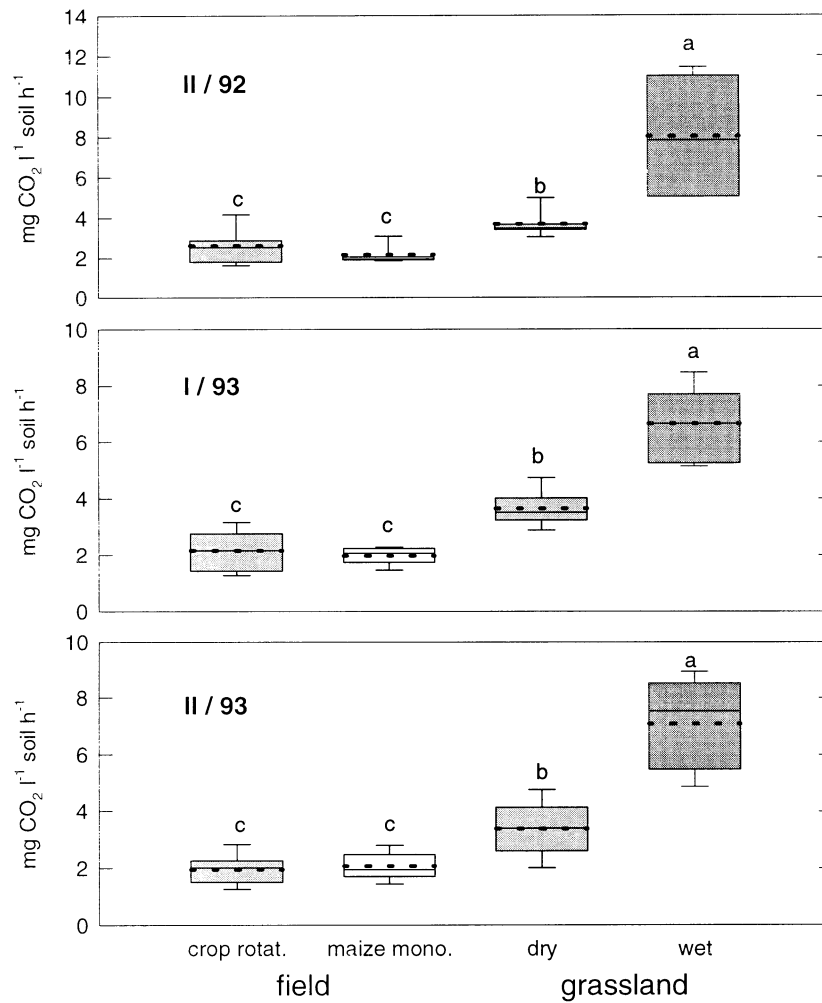 14
12
10
8
6
4
2
0
mg CO₂ l⁻¹ soil h⁻¹
II / 92
c
c
b
a
10
8
6
4
2
0
mg CO₂ l⁻¹ soil h⁻¹
I / 93
c
c
b
a
10
8
6
4
2
0
mg CO₂ l⁻¹ soil h⁻¹
II / 93
c
c
b
a
crop rotat. maize mono. dry wet
field grassland